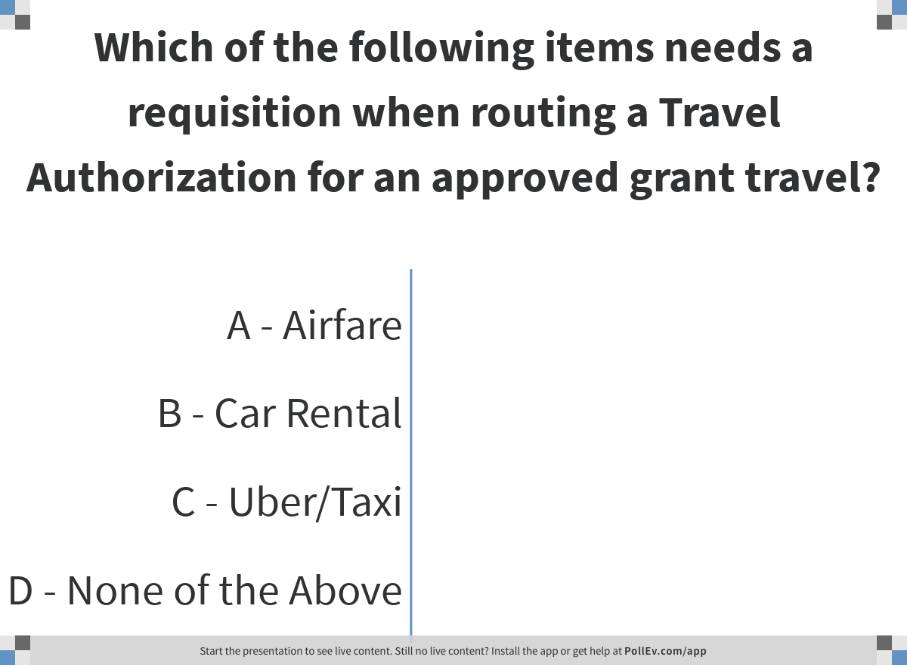 Which of the following items needs a
requisition when routing a Travel
Authorization for an approved grant travel?
A - Airfare
B - Car Rental
C - Uber/Taxi
D - None of the Above
Start the presentation to see live content. Still no live content? Install the app or get help at PollEv.com/app